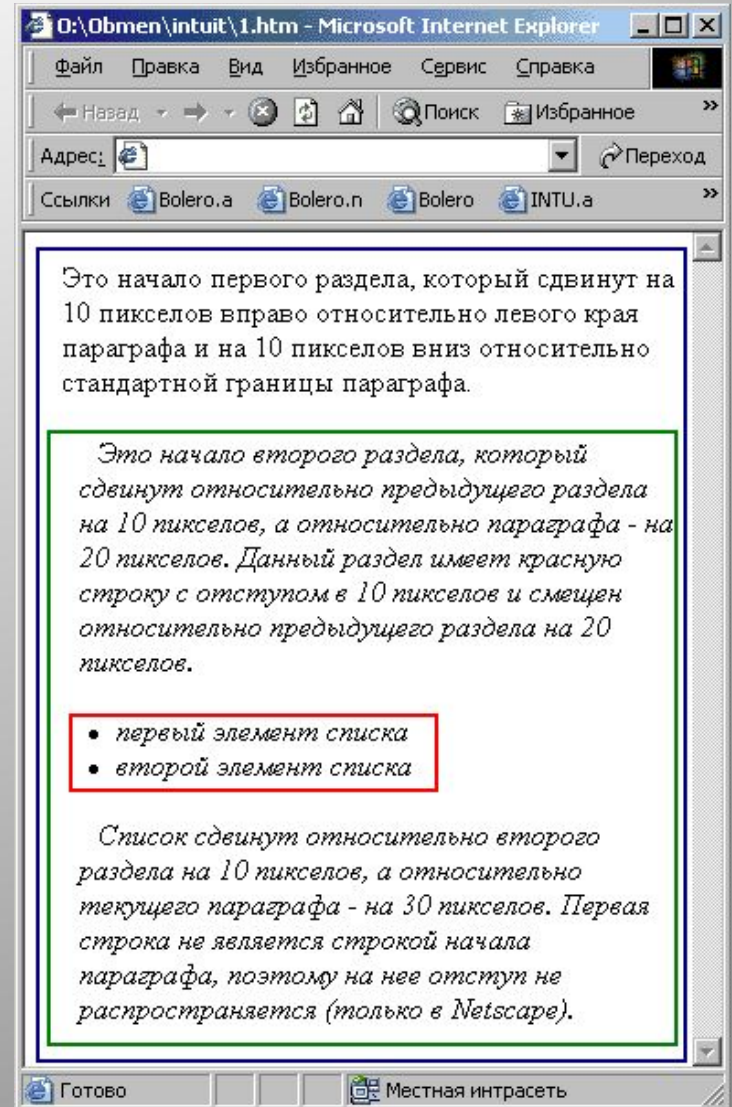 O:\Obmen\intuit\1.htm - Microsoft Internet Explorer
Файл Правка Вид Избранное Сервис Справка
Назад Поиск Избранное »
Адрес: Переход
Ссылки Bolero.a Bolero.n Bolero INTU.a »
Это начало первого раздела, который сдвинут на
10 пикселов вправо относительно левого края
параграфа и на 10 пикселов вниз относительно
стандартной границы параграфа.
Это начало второго раздела, который
сдвинут относительно предыдущего раздела
на 10 пикселов, а относительно параграфа - на
20 пикселов. Данный раздел имеет красную
строку с отступом в 10 пикселов и смещен
относительно предыдущего раздела на 20
пикселов.
• первый элемент списка
• второй элемент списка
Список сдвинут относительно второго
раздела на 10 пикселов, а относительно
текущего параграфа - на 30 пикселов. Первая
строка не является строкой начала
параграфа, поэтому на нее отступ не
распространяется (только в Netscape).
Готово Местная интрасеть